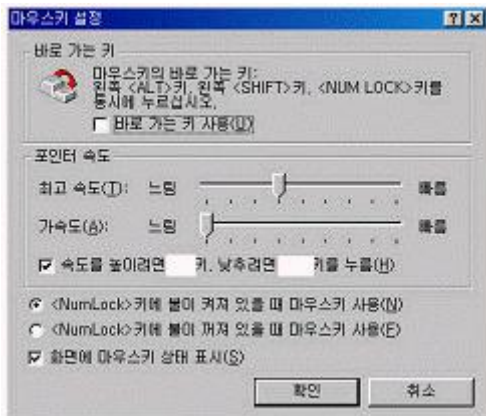 마우스키 설정
바로 가는 키
마우스키의 바로 가는 키:
왼쪽 <ALT>키, 왼쪽 <SHIFT>키, <NUM LOCK>키를
동시에 누르십시오.
바로 가는 키 사용(U)
포인터 속도
최고 속도(T): 느림 빠름
가속도(A): 느림 빠름
속도를 높이려면 키, 낮추려면 키를 누름(H)
<NumLock>키에 불이 켜져 있을 때 마우스키 사용(N)
<NumLock>키에 불이 꺼져 있을 때 마우스키 사용(F)
화면에 마우스키 상태 표시(S)
확인 취소